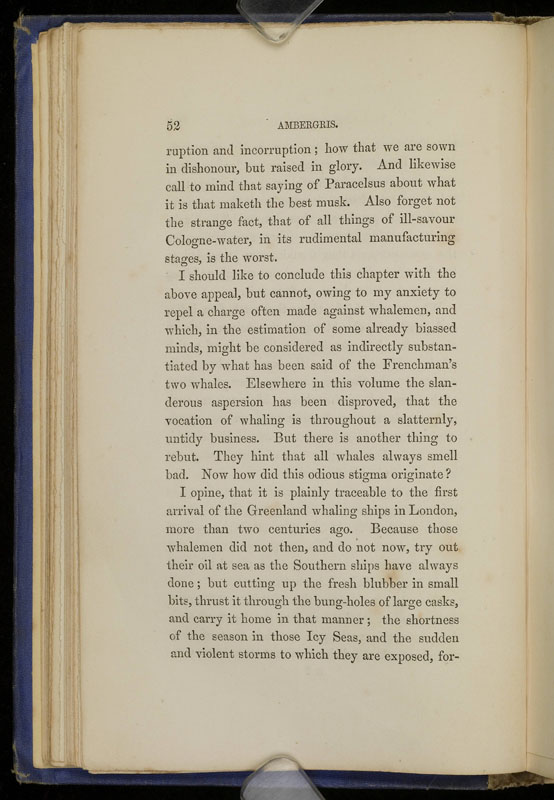 52 AMBERGRIS.
ruption and incorruption; how that we are sown
in dishonour, but raised in glory. And likewise
call to mind that saying of Paracelsus about what
it is that maketh the best musk. Also forget not
the strange fact, that of all things of ill-savour
Cologne-water, in its rudimental manufacturing
stages, is the worst.
I should like to conclude this chapter with the
above appeal, but cannot, owing to my anxiety to
repel a charge often made against whalemen, and
which, in the estimation of some already biassed
minds, might be considered as indirectly substan-
tiated by what has been said of the Frenchman's
two whales. Elsewhere in this volume the slan-
derous aspersion has been disproved, that the
vocation of whaling is throughout a slatternly,
untidy business. But there is another thing to
rebut. They hint that all whales always smell
bad. Now how did this odious stigma originate?
I opine, that it is plainly traceable to the first
arrival of the Greenland whaling ships in London,
more than two centuries ago. Because those
whalemen did not then, and do not now, try out
their oil at sea as the Southern ships have always
done; but cutting up the fresh blubber in small
bits, thrust it through the bung-holes of large casks,
and carry it home in that manner; the shortness
of the season in those Icy Seas, and the sudden
and violent storms to which they are exposed, for-